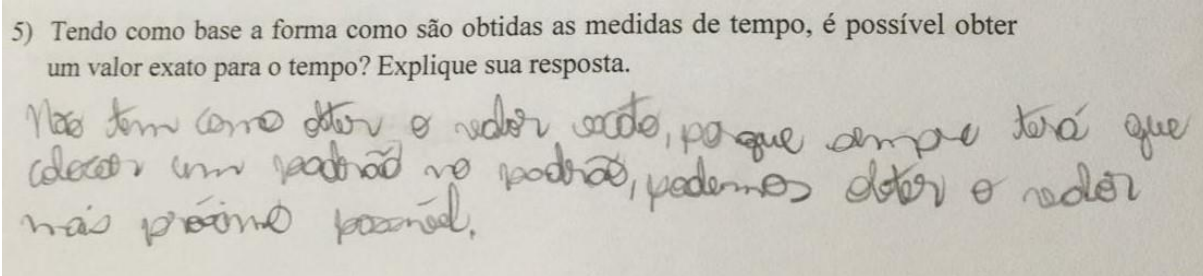 5) Tendo como base a forma como são obtidas as medidas de tempo, é possível obter
um valor exato para o tempo? Explique sua resposta.
Não tem como obter o valor exato, porque sempre terá que
colocar um padrão no padrão, podemos obter o valor
mais próximo possível.